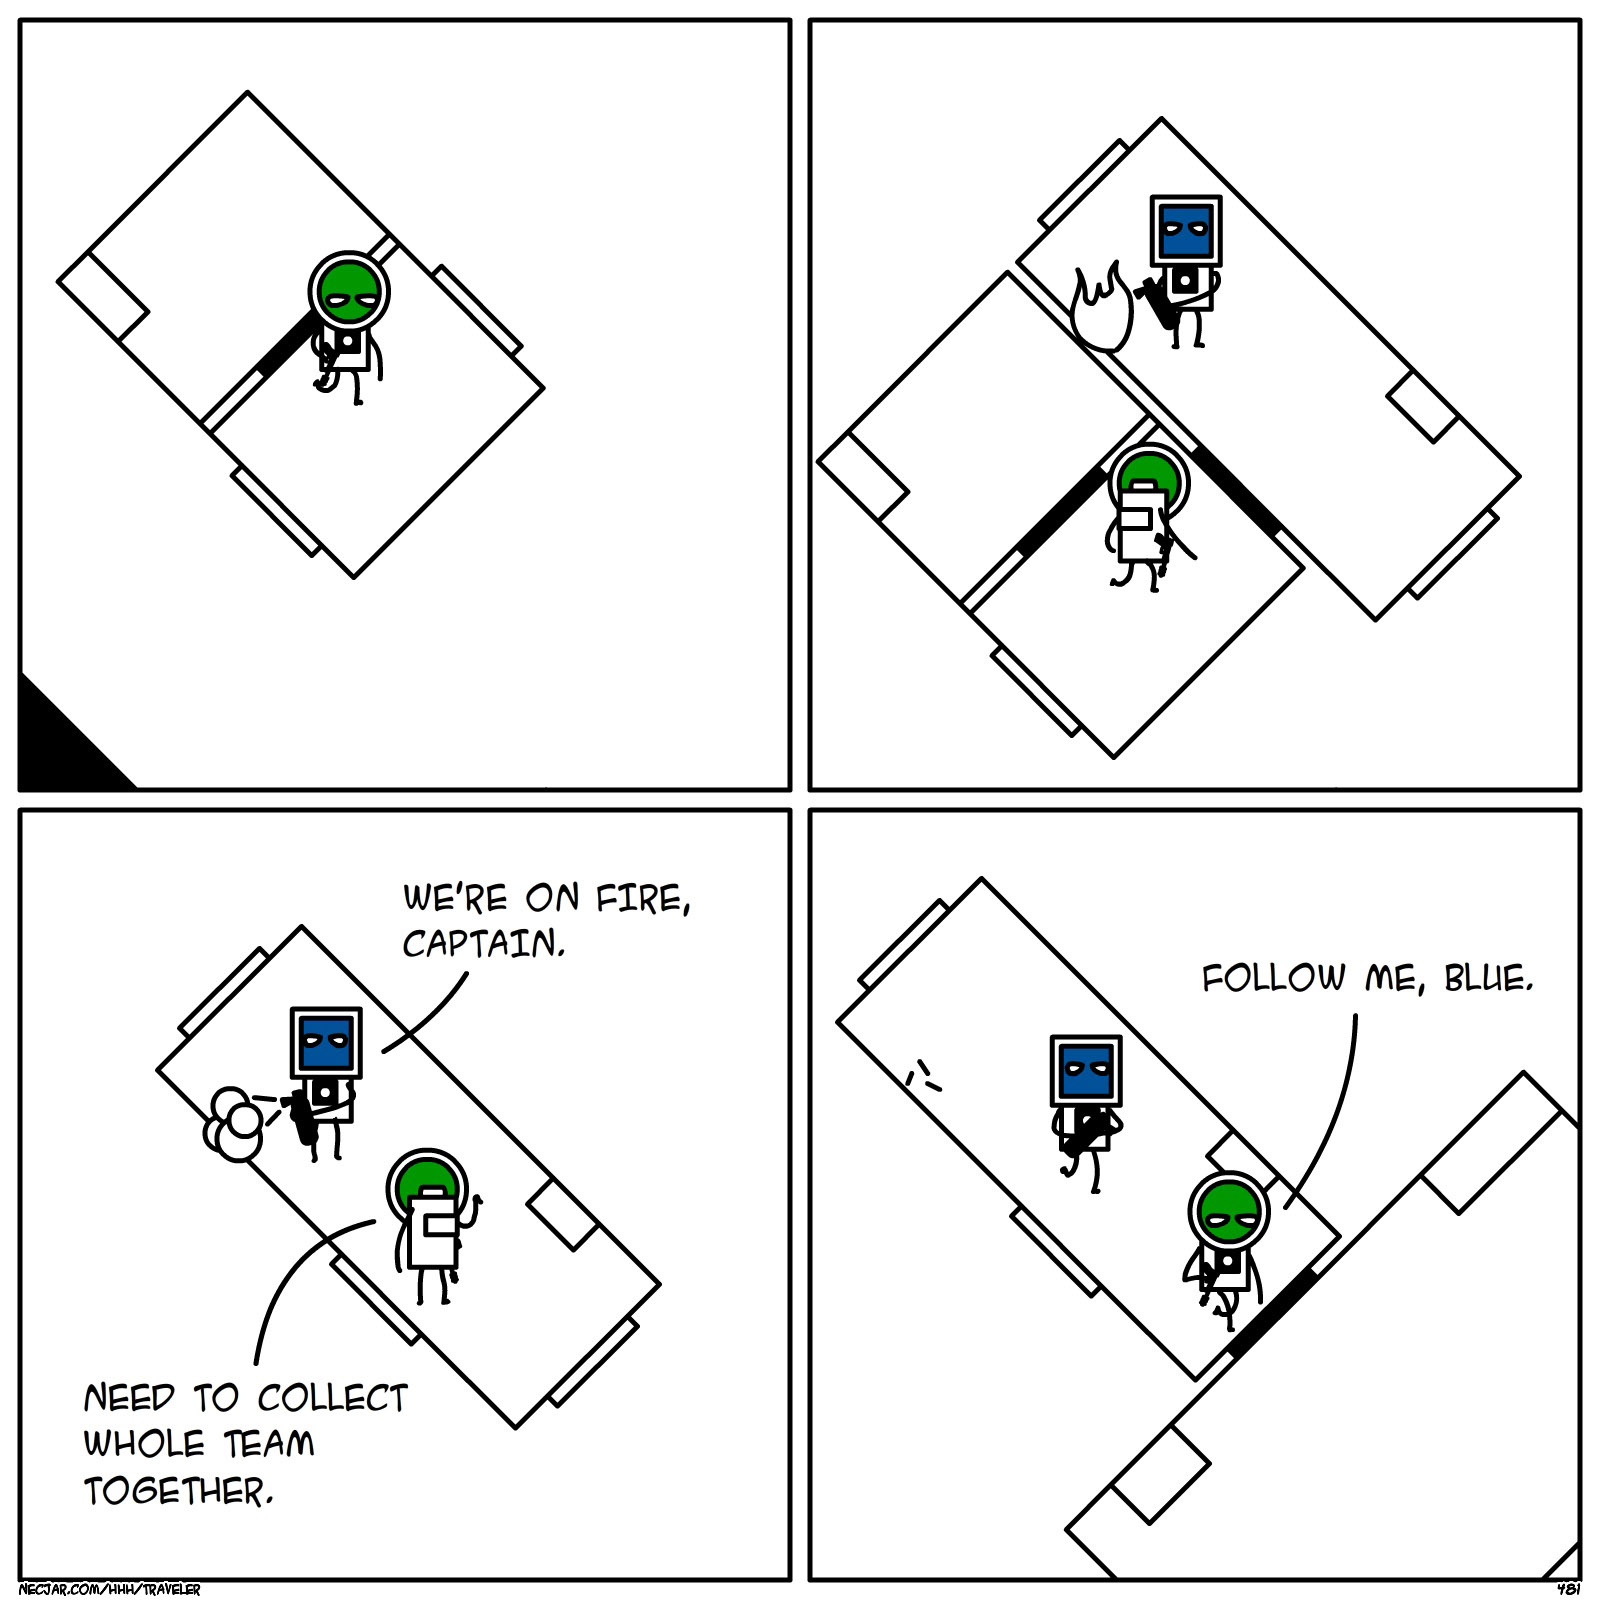 WE'RE ON FIRE,
CAPTAIN.
NEED TO COLLECT
WHOLE TEAM
TOGETHER.
FOLLOW ME, BLUE.
NECJAR.COM/HHH/TRAVELER
481